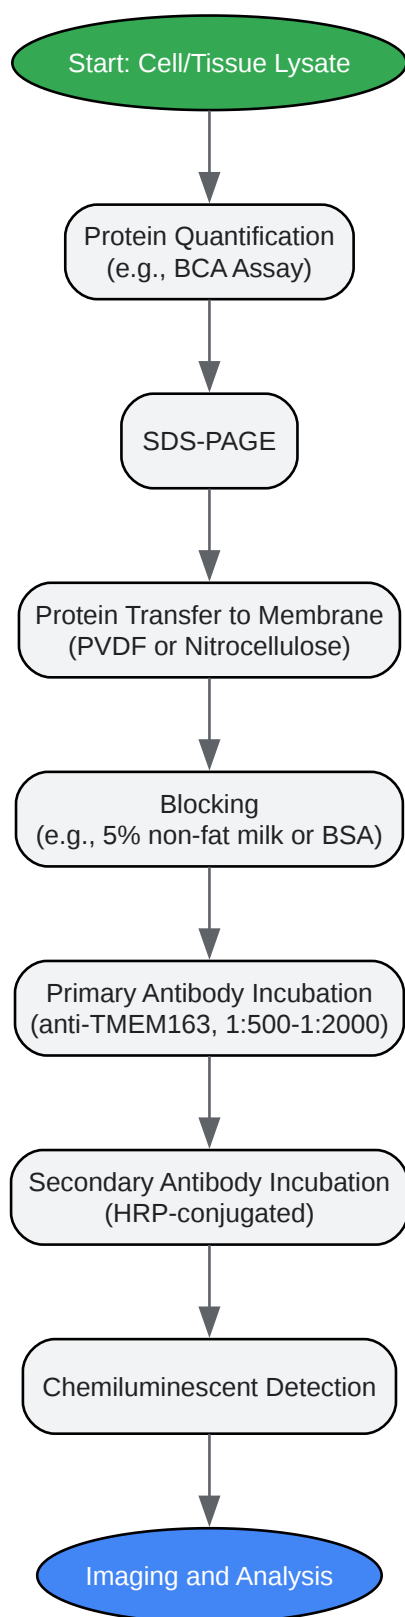 Start: Cell/Tissue Lysate
Protein Quantification
(e.g., BCA Assay)
SDS-PAGE
Protein Transfer to Membrane
(PVDF or Nitrocellulose)
Blocking
(e.g., 5% non-fat milk or BSA)
Primary Antibody Incubation
(anti-TMEM163, 1:500-1:2000)
Secondary Antibody Incubation
(HRP-conjugated)
Chemiluminescent Detection
Imaging and Analysis